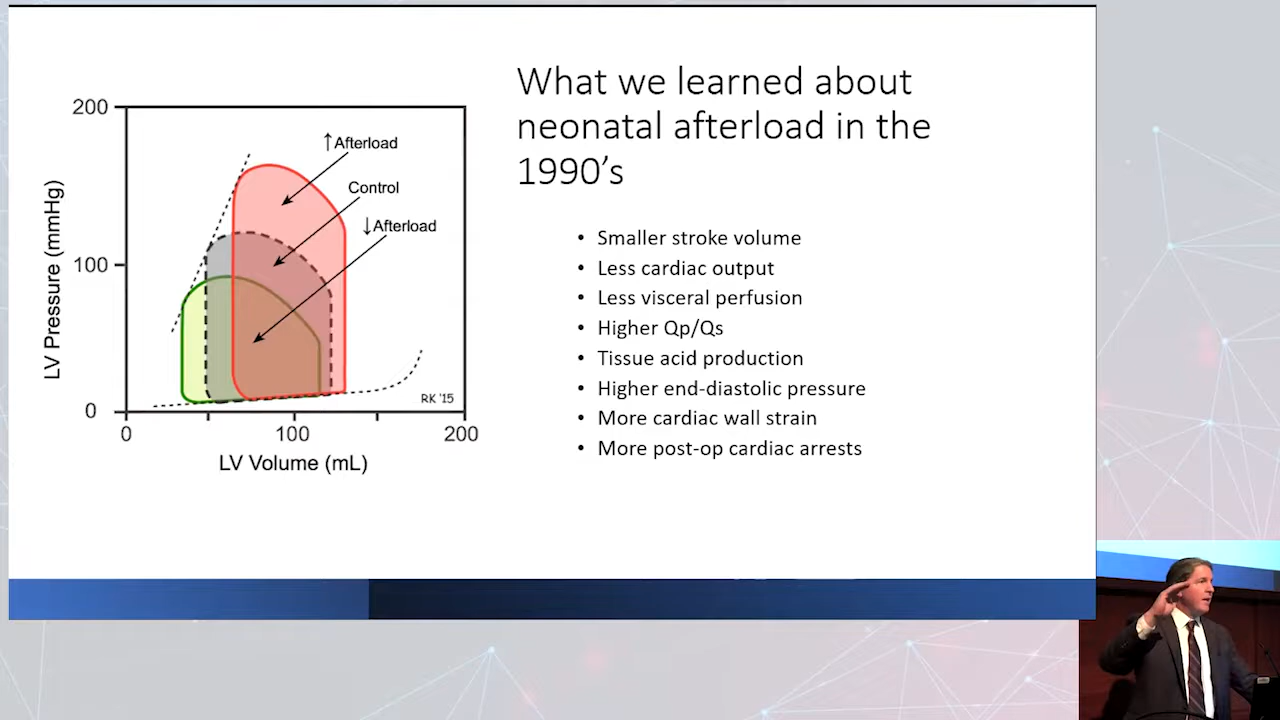 What we learned about
neonatal afterload in the
1990's
200
100
0
LV Pressure (mmHg)
↑Afterload
Control
↓Afterload
RK '15
0
100
200
LV Volume (mL)
• Smaller stroke volume
• Less cardiac output
• Less visceral perfusion
• Higher Qp/Qs
• Tissue acid production
• Higher end-diastolic pressure
• More cardiac wall strain
• More post-op cardiac arrests